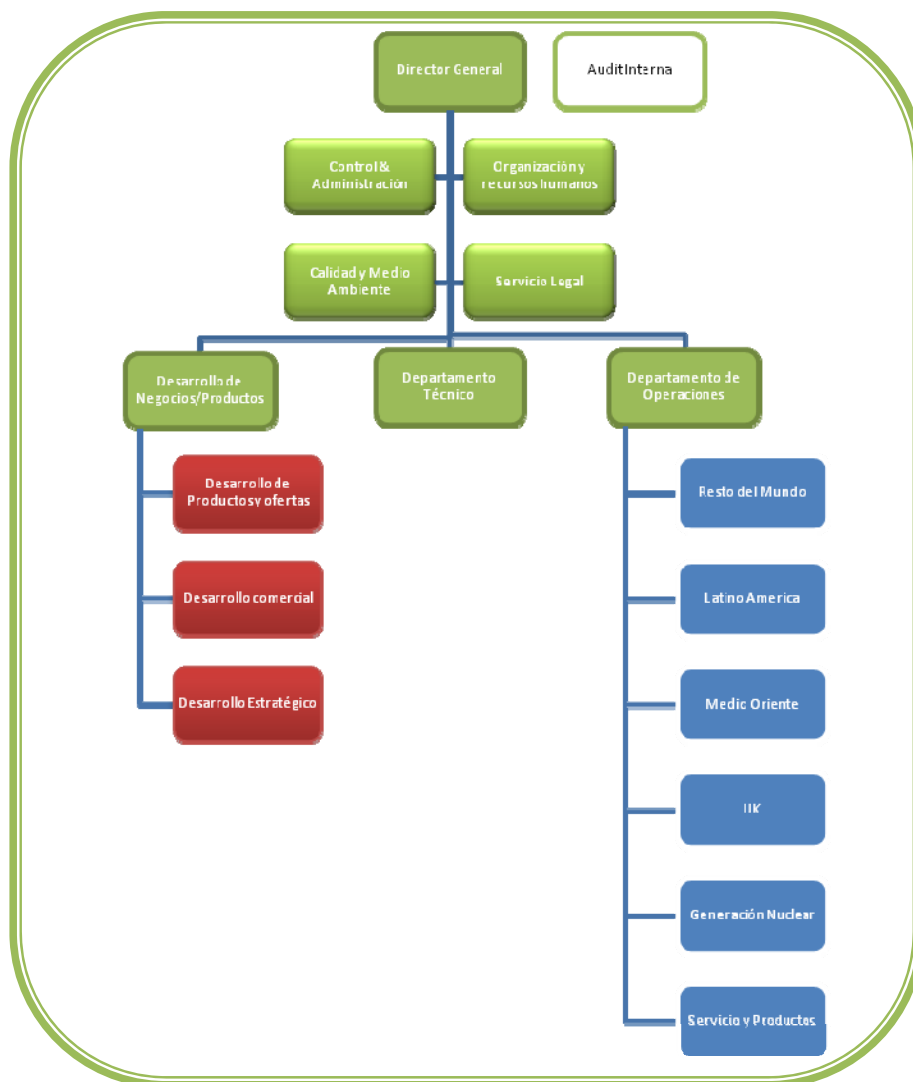 Director General
Audit Interna
Control &
Administración
Organización y
recursos humanos
Calidad y Medio
Ambiente
Servicio Legal
Desarrollo de
Negocios/Productos
Departamento
Técnico
Departamento de
Operaciones
Desarrollo de
Productos y ofertas
Desarrollo comercial
Desarrollo Estratégico
Resto del Mundo
Latino America
Medio Oriente
UK
Generación Nuclear
Servicio y Productos